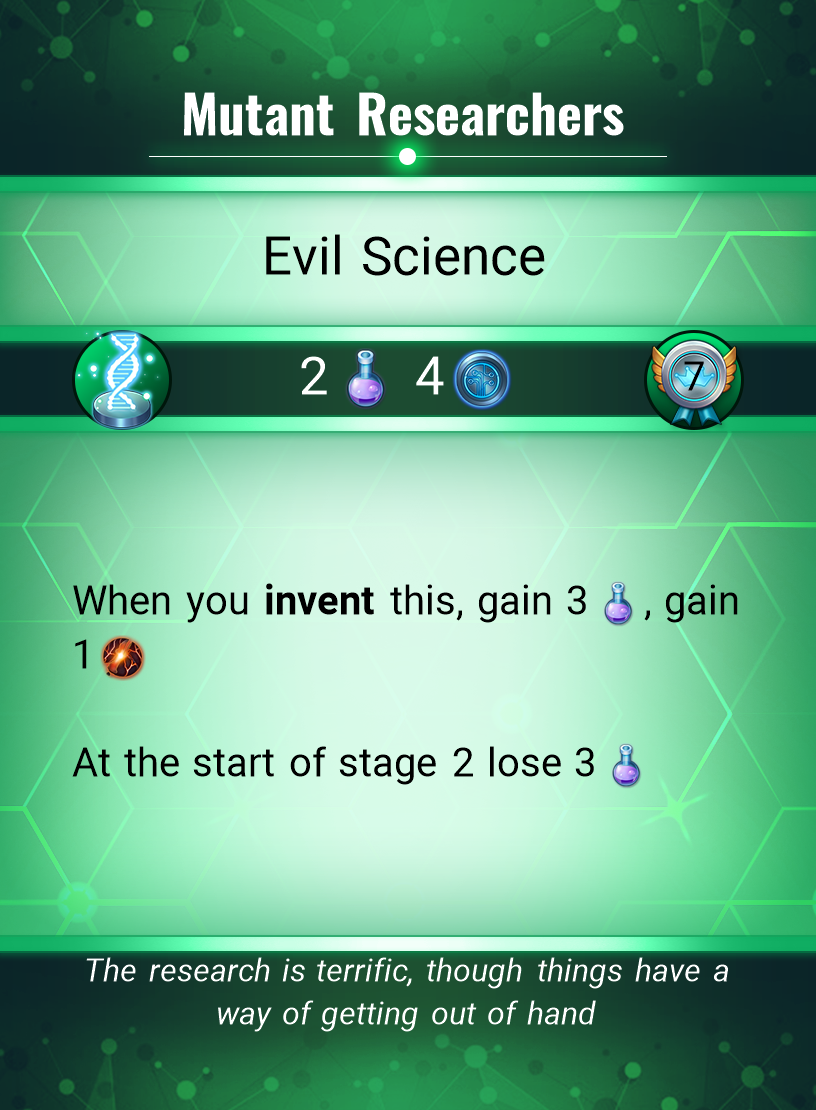 Mutant Researchers
Evil Science
2 4 7
When you invent this, gain 3 , gain
1
At the start of stage 2 lose 3
The research is terrific, though things have a
way of getting out of hand